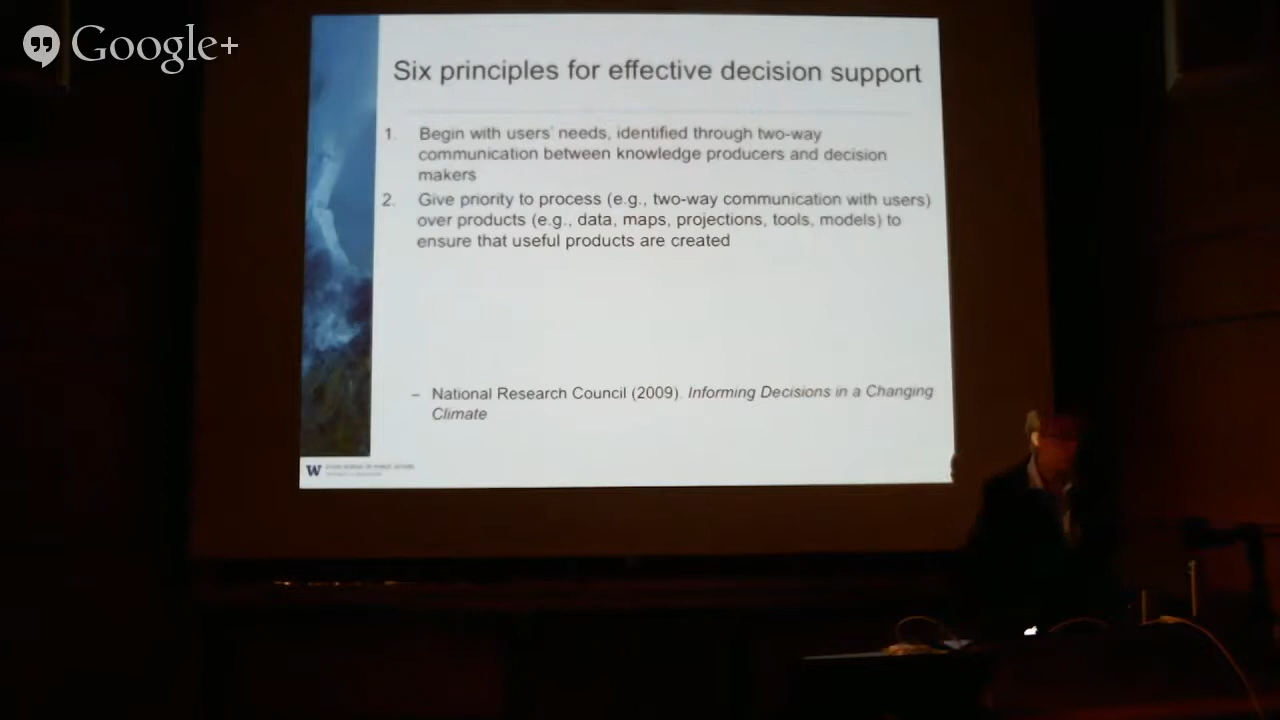 Google+
Six principles for effective decision support
1. Begin with users' needs, identified through two-way
communication between knowledge producers and decision
makers
2. Give priority to process (e.g., two-way communication with users)
over products (e.g., data, maps, projections, tools, models) to
ensure that useful products are created
– National Research Council (2009). Informing Decisions in a Changing
Climate
W